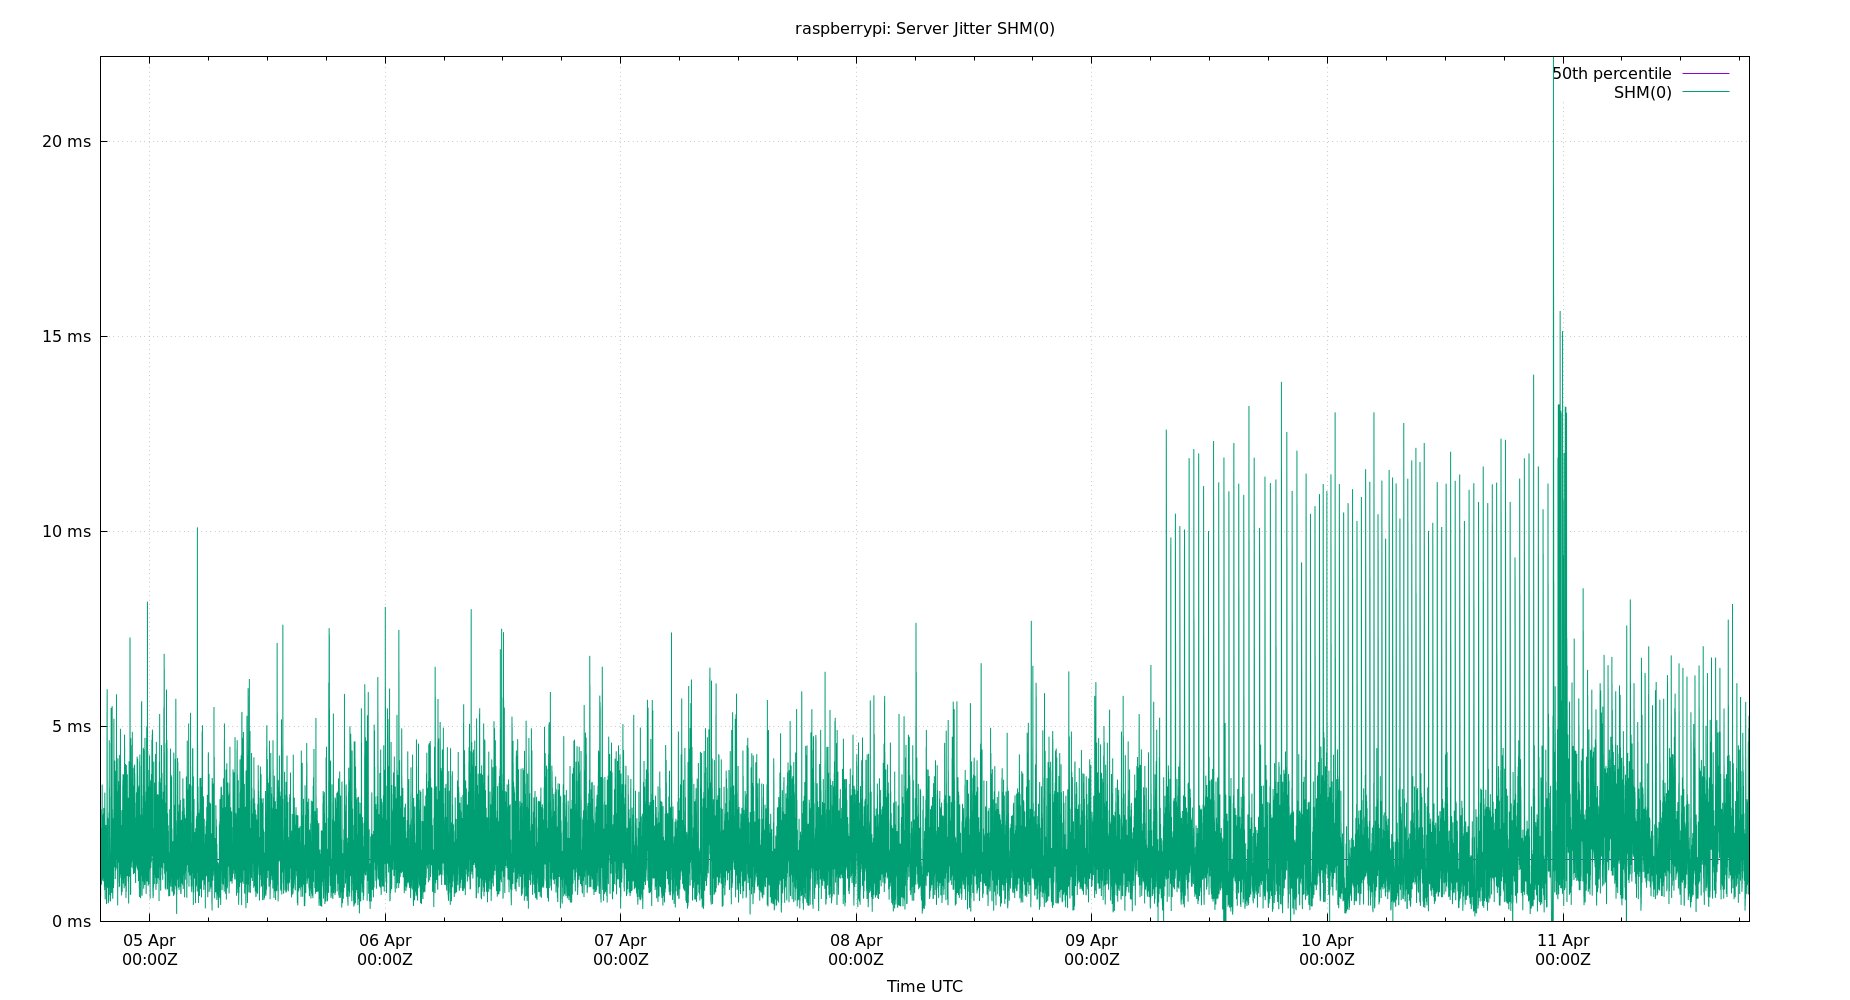 raspberrypi: Server Jitter SHM(0)
50th percentile
SHM(0)
20 ms
15 ms
10 ms
5 ms
0 ms
05 Apr 06 Apr 07 Apr 08 Apr 09 Apr 10 Apr 11 Apr
00:00Z 00:00Z 00:00Z 00:00Z 00:00Z 00:00Z 00:00Z
Time UTC